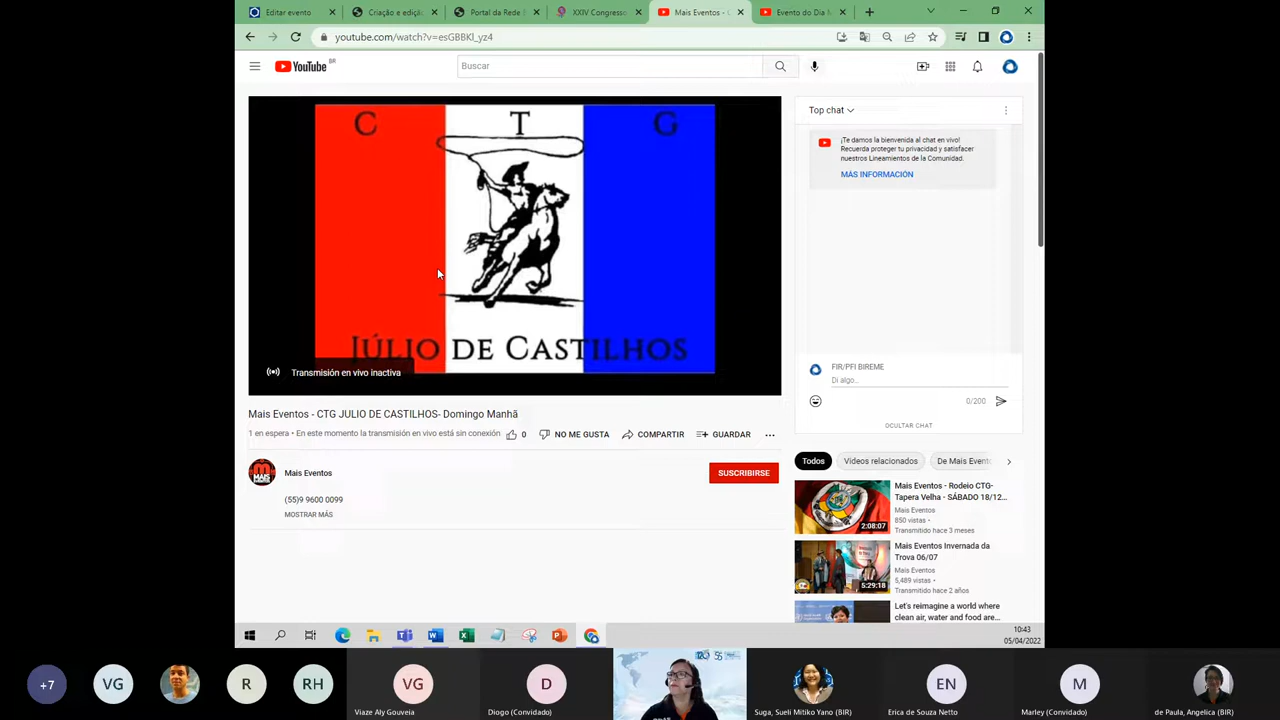 Editar evento
Criação e edição
Portal da Rede
XXIV Congresso
Mais Eventos - C
Evento do Dia M
youtube.com/watch?v=esGBBKl_yz4
YouTube BR
Buscar
C T G
JÚLIO DE CASTILHOS
Transmisión en vivo inactiva
Mais Eventos - CTG JULIO DE CASTILHOS- Domingo Manhã
1 en espera • En este momento la transmisión en vivo está sin conexión
0
NO ME GUSTA
COMPARTIR
GUARDAR
Mais Eventos
SUSCRIBIRSE
(55)9 9600 0099
MOSTRAR MÁS
Top chat
¡Te damos la bienvenida al chat en vivo!
Recuerda proteger tu privacidad y satisfacer
nuestros Lineamientos de la Comunidad.
MÁS INFORMACIÓN
FIR/PFI BIREME
Di algo...
0/200
OCULTAR CHAT
Todos
Videos relacionados
De Mais Evento
Mais Eventos - Rodeio CTG-
Tapera Velha - SÁBADO 18/12...
Mais Eventos
850 vistas •
Transmitido hace 3 meses
2:08:07
Mais Eventos Invernada da
Trova 06/07
Mais Eventos
5,489 vistas •
Transmitido hace 2 años
5:29:18
Let's reimagine a world where
clean air, water and food are...
10:43
05/04/2022
+7
VG
R
RH
VG
Viaze Aly Gouveia
D
Diogo (Convidado)
Suga, Sueli Mitiko Yano (BIR)
EN
Erica de Souza Netto
M
Marley (Convidado)
de Paula, Angelica (BIR)